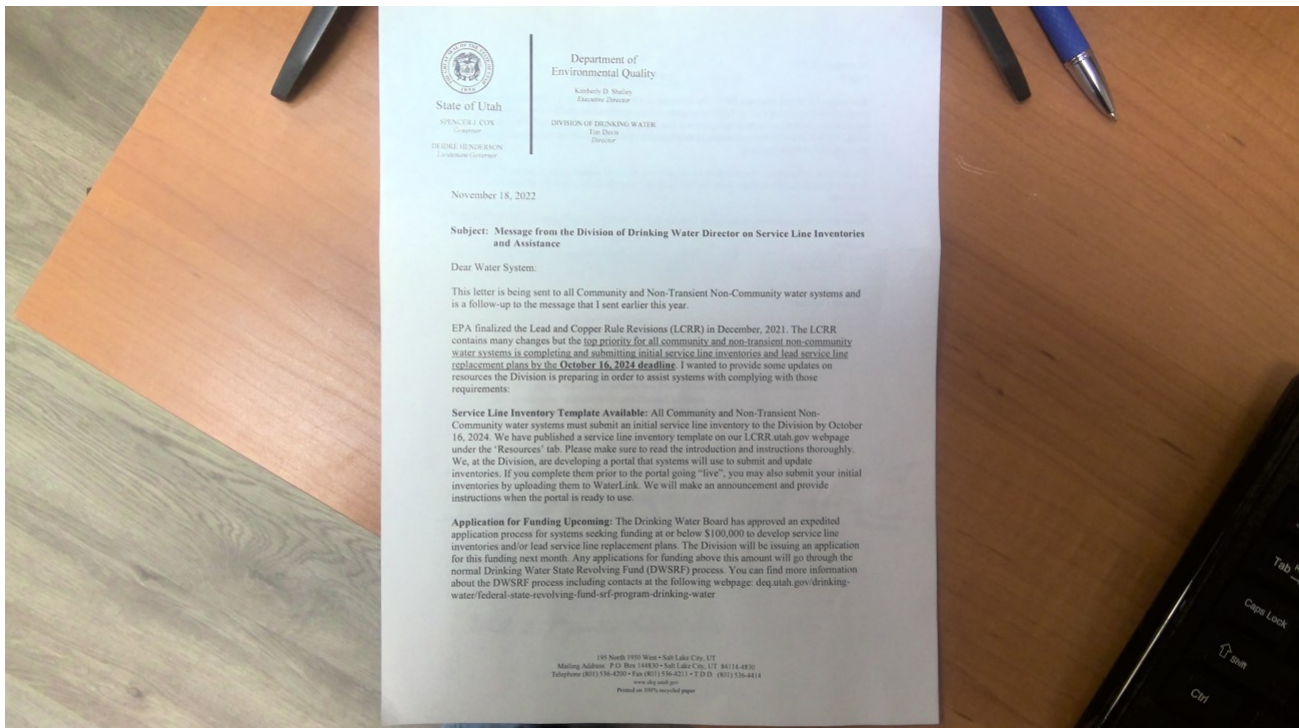 State of Utah
SPENCER J. COX
Governor
DEIDRE HENDERSON
Lieutenant Governor
Department of
Environmental Quality
Kimberly D. Shelley
Executive Director
DIVISION OF DRINKING WATER
Tim Davis
Director
November 18, 2022
Subject: Message from the Division of Drinking Water Director on Service Line Inventories
and Assistance
Dear Water System:
This letter is being sent to all Community and Non-Transient Non-Community water systems and
is a follow-up to the message that I sent earlier this year.
EPA finalized the Lead and Copper Rule Revisions (LCRR) in December, 2021. The LCRR
contains many changes but the top priority for all community and non-transient non-community
water systems is completing and submitting initial service line inventories and lead service line
replacement plans by the October 16, 2024 deadline. I wanted to provide some updates on
resources the Division is preparing in order to assist systems with complying with those
requirements:
Service Line Inventory Template Available: All Community and Non-Transient Non-
Community water systems must submit an initial service line inventory to the Division by October
16, 2024. We have published a service line inventory template on our LCRR.utah.gov webpage
under the ‘Resources’ tab. Please make sure to read the introduction and instructions thoroughly.
We, at the Division, are developing a portal that systems will use to submit and update
inventories. If you complete them prior to the portal going “live”, you may also submit your initial
inventories by uploading them to WaterLink. We will make an announcement and provide
instructions when the portal is ready to use.
Application for Funding Upcoming: The Drinking Water Board has approved an expedited
application process for systems seeking funding at or below $100,000 to develop service line
inventories and/or lead service line replacement plans. The Division will be issuing an application
for this funding next month. Any applications for funding above this amount will go through the
normal Drinking Water State Revolving Fund (DWSRF) process. You can find more information
about the DWSRF process including contacts at the following webpage: deq.utah.gov/drinking-
water/federal-state-revolving-fund-srf-program-drinking-water
195 North 1950 West • Salt Lake City, UT
Mailing Address P.O. Box 144830 • Salt Lake City, UT 84114-4830
Telephone (801) 536-4200 • Fax (801) 536-4211 • T.D.D. (801) 536-4414
www.deq.utah.gov
Printed on 100% recycled paper
Tab
Caps Lock
Shift
Ctrl